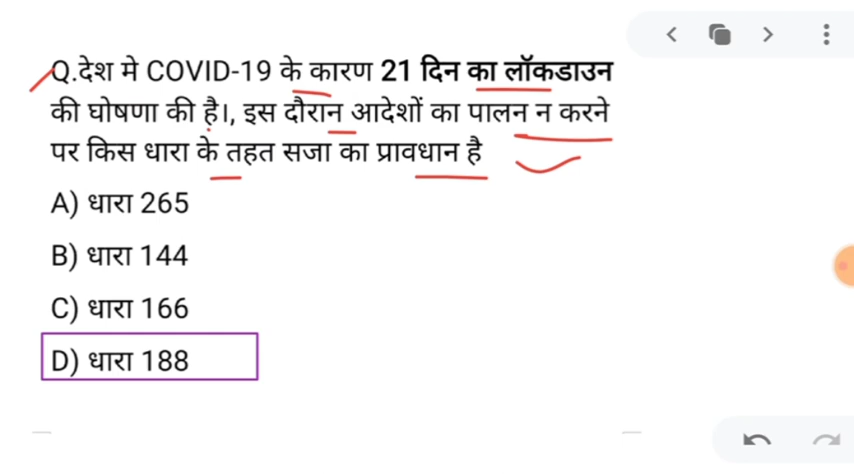 Q.देश मे COVID-19 के कारण 21 दिन का लॉकडाउन
की घोषणा की है।, इस दौरान आदेशों का पालन न करने
पर किस धारा के तहत सजा का प्रावधान है
A) धारा 265
B) धारा 144
C) धारा 166
D) धारा 188